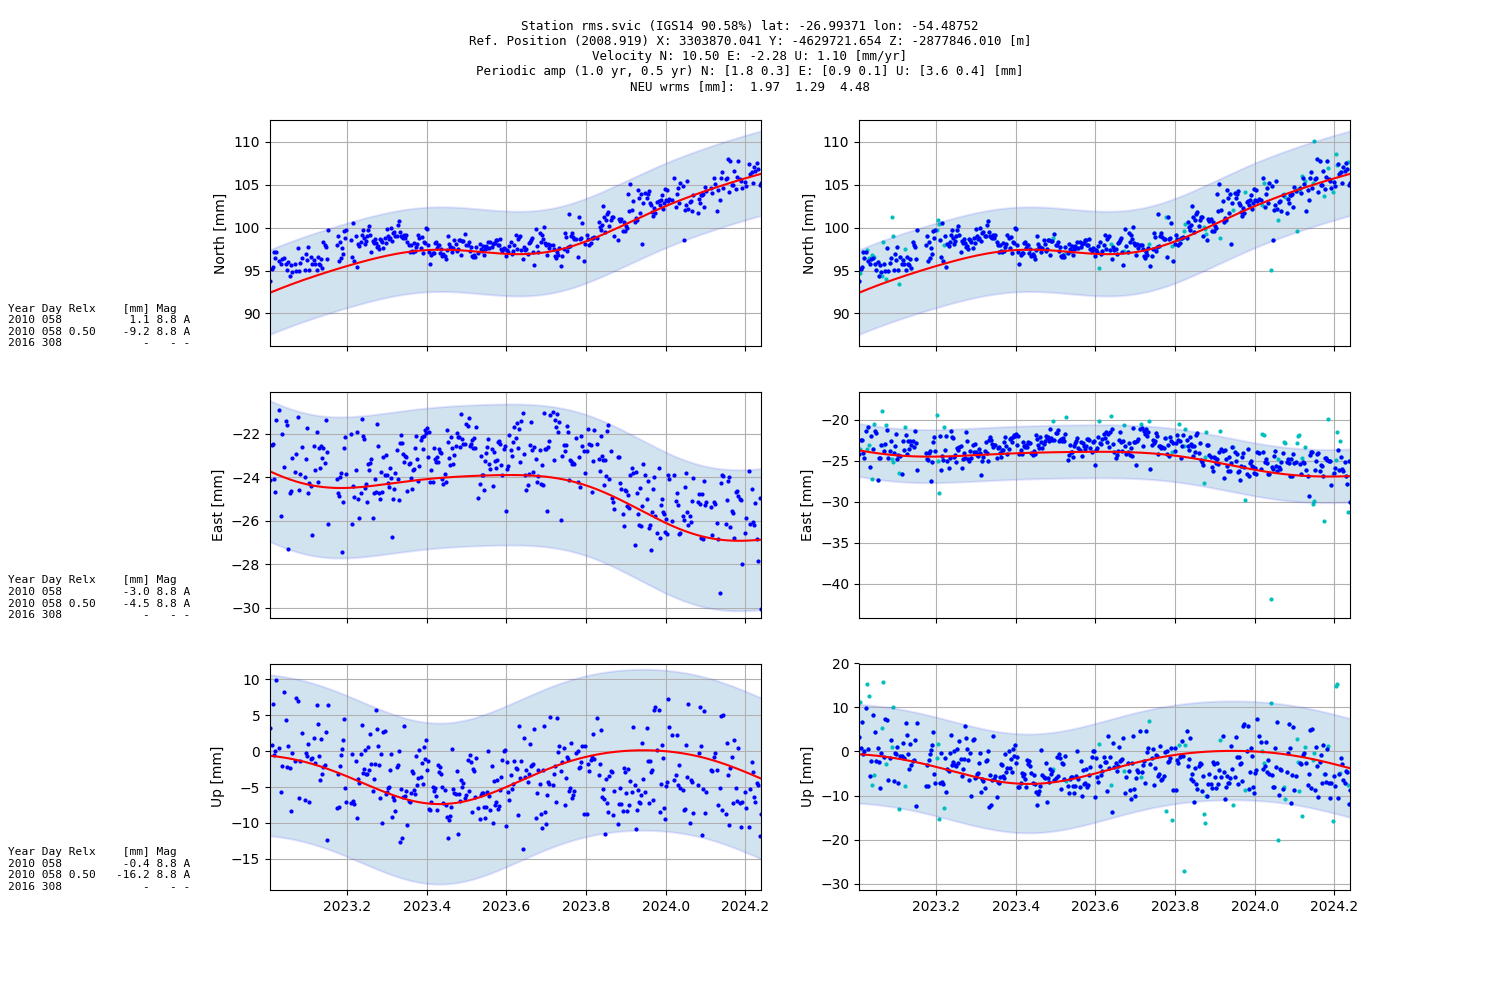 Station rms.svic (IGS14 90.58%) lat: -26.99371 lon: -54.48752
Ref. Position (2008.919) X: 3303870.041 Y: -4629721.654 Z: -2877846.010 [m]
Velocity N: 10.50 E: -2.28 U: 1.10 [mm/yr]
Periodic amp (1.0 yr, 0.5 yr) N: [1.8 0.3] E: [0.9 0.1] U: [3.6 0.4] [mm]
NEU wrms [mm]: 1.97 1.29 4.48
110
105
100
95
90
North [mm]
110
105
100
95
90
North [mm]
Year Day Relx [mm] Mag
2010 058 1.1 8.8 A
2010 058 0.50 -9.2 8.8 A
2016 308 - - -
−22
−24
−26
−28
−30
East [mm]
−20
−25
−30
−35
−40
East [mm]
Year Day Relx [mm] Mag
2010 058 -3.0 8.8 A
2010 058 0.50 -4.5 8.8 A
2016 308 - - -
10
5
0
−5
−10
−15
Up [mm]
20
10
0
−10
−20
−30
Up [mm]
Year Day Relx [mm] Mag
2010 058 -0.4 8.8 A
2010 058 0.50 -16.2 8.8 A
2016 308 - - -
2023.2 2023.4 2023.6 2023.8 2024.0 2024.2
2023.2 2023.4 2023.6 2023.8 2024.0 2024.2